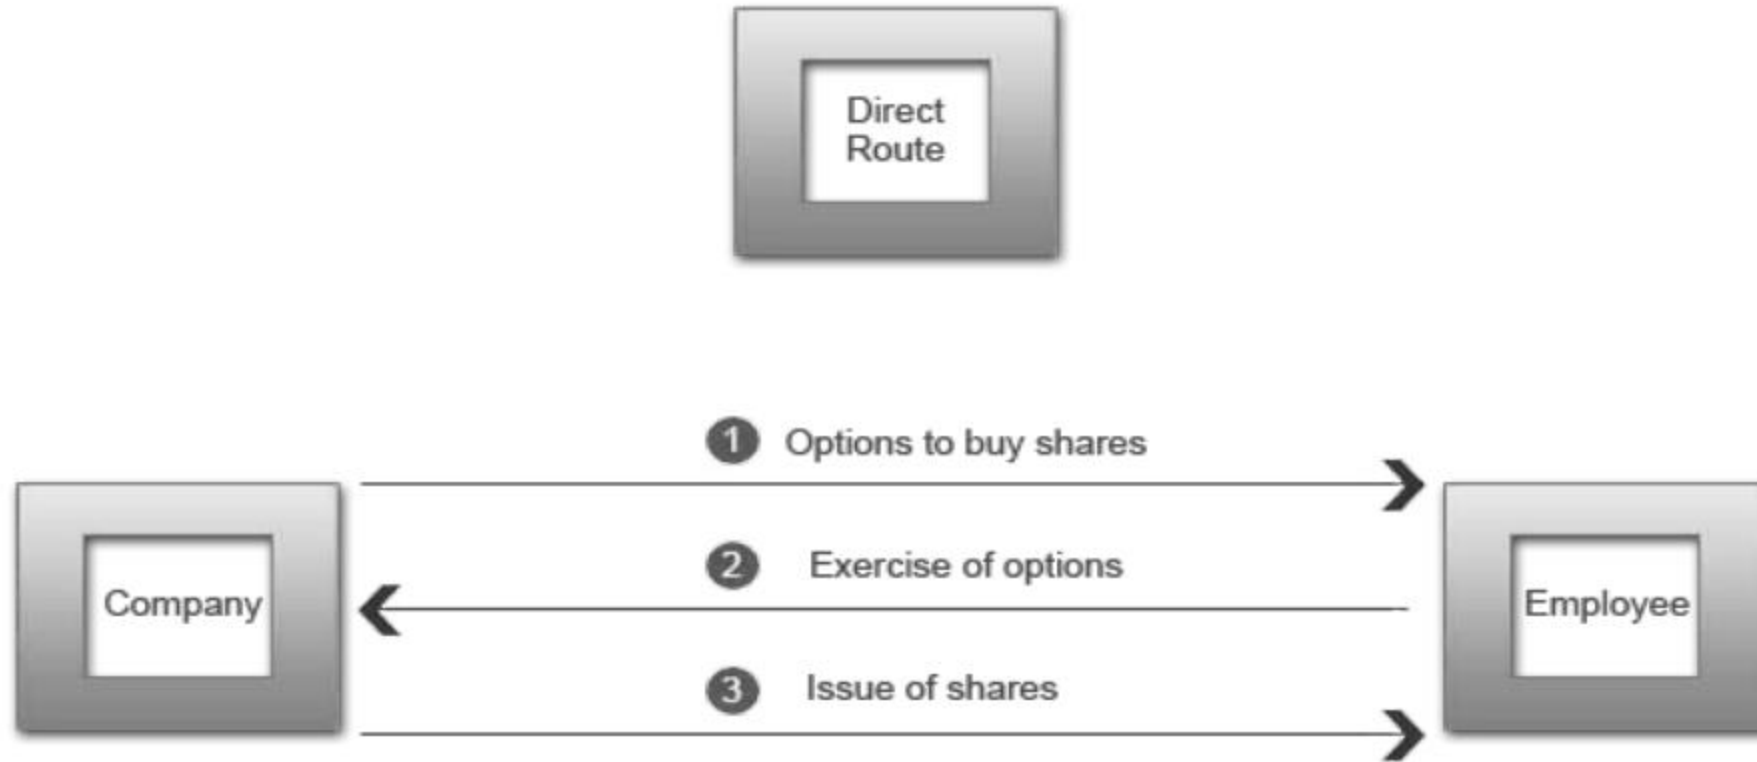 Direct
Route
1 Options to buy shares
2 Exercise of options
Company
Employee
3 Issue of shares